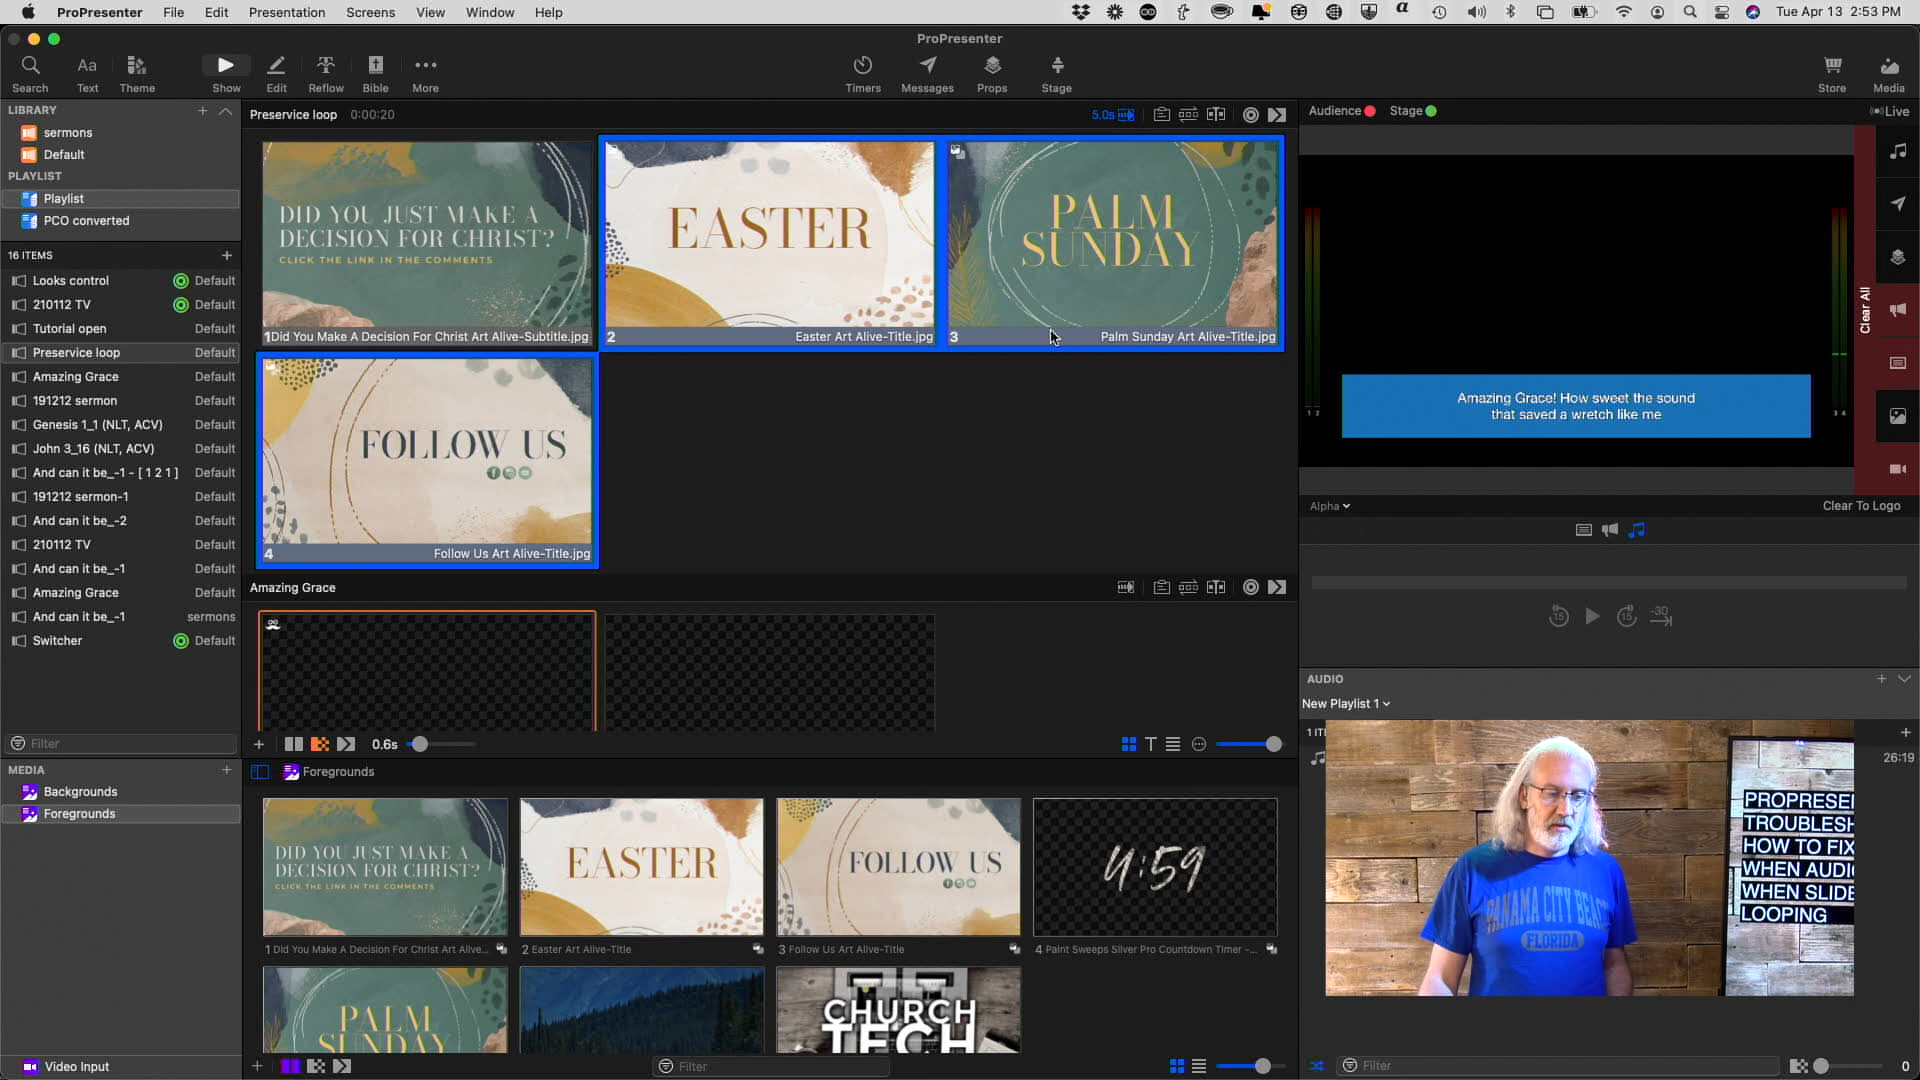 ProPresenter File Edit Presentation Screens View Window Help
Tue Apr 13 2:53 PM
ProPresenter
Search Text Theme Show Edit Reflow Bible More
Timers Messages Props Stage
Store Media
LIBRARY
sermons
Default
PLAYLIST
Playlist
PCO converted
16 ITEMS
Looks control Default
210112 TV Default
Tutorial open Default
Preservice loop Default
Amazing Grace Default
191212 sermon Default
Genesis 1_1 (NLT, ACV) Default
John 3_16 (NLT, ACV) Default
And can it be_-1 - [ 1 2 1 ] Default
191212 sermon-1 Default
And can it be_-2 Default
210112 TV Default
And can it be_-1 Default
Amazing Grace Default
And can it be_-1 sermons
Switcher Default
Filter
MEDIA
Backgrounds
Foregrounds
Video Input
Preservice loop 0:00:20
5.0s
DID YOU JUST MAKE A
DECISION FOR CHRIST?
CLICK THE LINK IN THE COMMENTS
1 Did You Make A Decision For Christ Art Alive-Subtitle.jpg
EASTER
2 Easter Art Alive-Title.jpg
PALM
SUNDAY
3 Palm Sunday Art Alive-Title.jpg
FOLLOW US
4 Follow Us Art Alive-Title.jpg
Amazing Grace
0.6s
Foregrounds
DID YOU JUST MAKE A
DECISION FOR CHRIST?
CLICK THE LINK IN THE COMMENTS
1 Did You Make A Decision For Christ Art Alive...
EASTER
2 Easter Art Alive-Title
FOLLOW US
3 Follow Us Art Alive-Title
4:59
4 Paint Sweeps Silver Pro Countdown Timer -...
PALM
SUNDAY
CHURCH
TECH
Filter
Audience Stage
Live
Clear All
1 2
3 4
Amazing Grace! How sweet the sound
that saved a wretch like me
Alpha
Clear To Logo
15 15 -30
AUDIO
New Playlist 1
26:19
PROPRESE
TROUBLESH
HOW TO FIX
WHEN AUDI
WHEN SLIDE
LOOPING
PANAMA CITY BEAC
FLORIDA
Filter
0